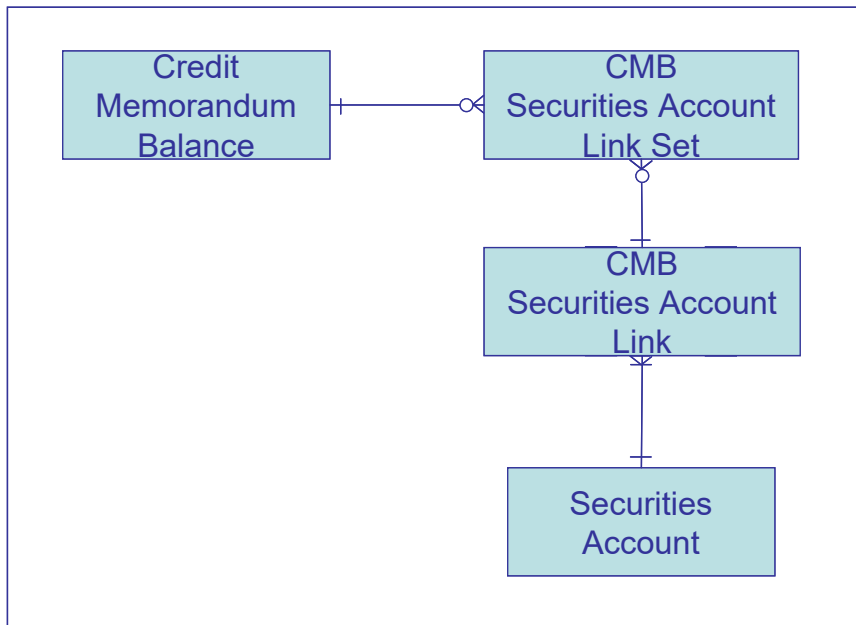 Credit
Memorandum
Balance
CMB
Securities Account
Link Set
CMB
Securities Account
Link
Securities
Account